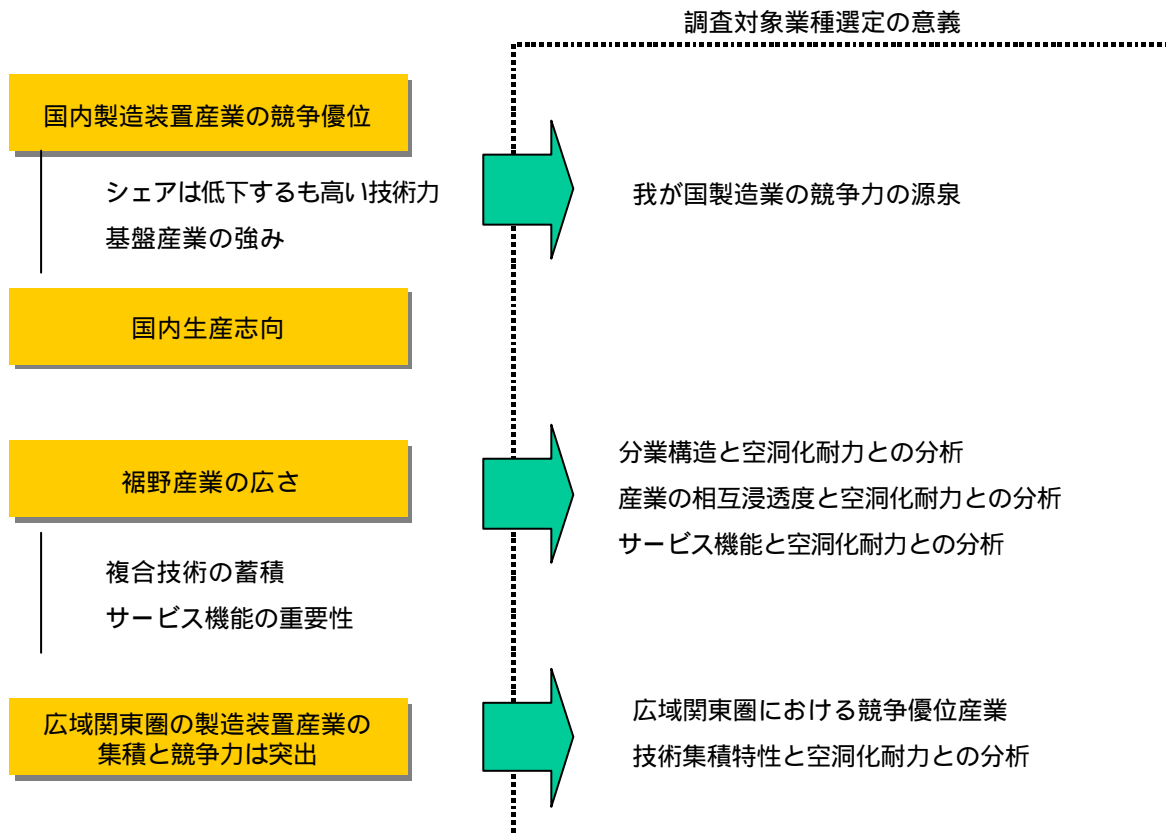 調査対象業種選定の意義
国内製造装置産業の競争優位
シェアは低下するも高い技術力
基盤産業の強み
我が国製造業の競争力の源泉
国内生産志向
裾野産業の広さ
複合技術の蓄積
サービス機能の重要性
分業構造と空洞化耐力との分析
産業の相互浸透度と空洞化耐力との分析
サービス機能と空洞化耐力との分析
広域関東圏の製造装置産業の
集積と競争力は突出
広域関東圏における競争優位産業
技術集積特性と空洞化耐力との分析